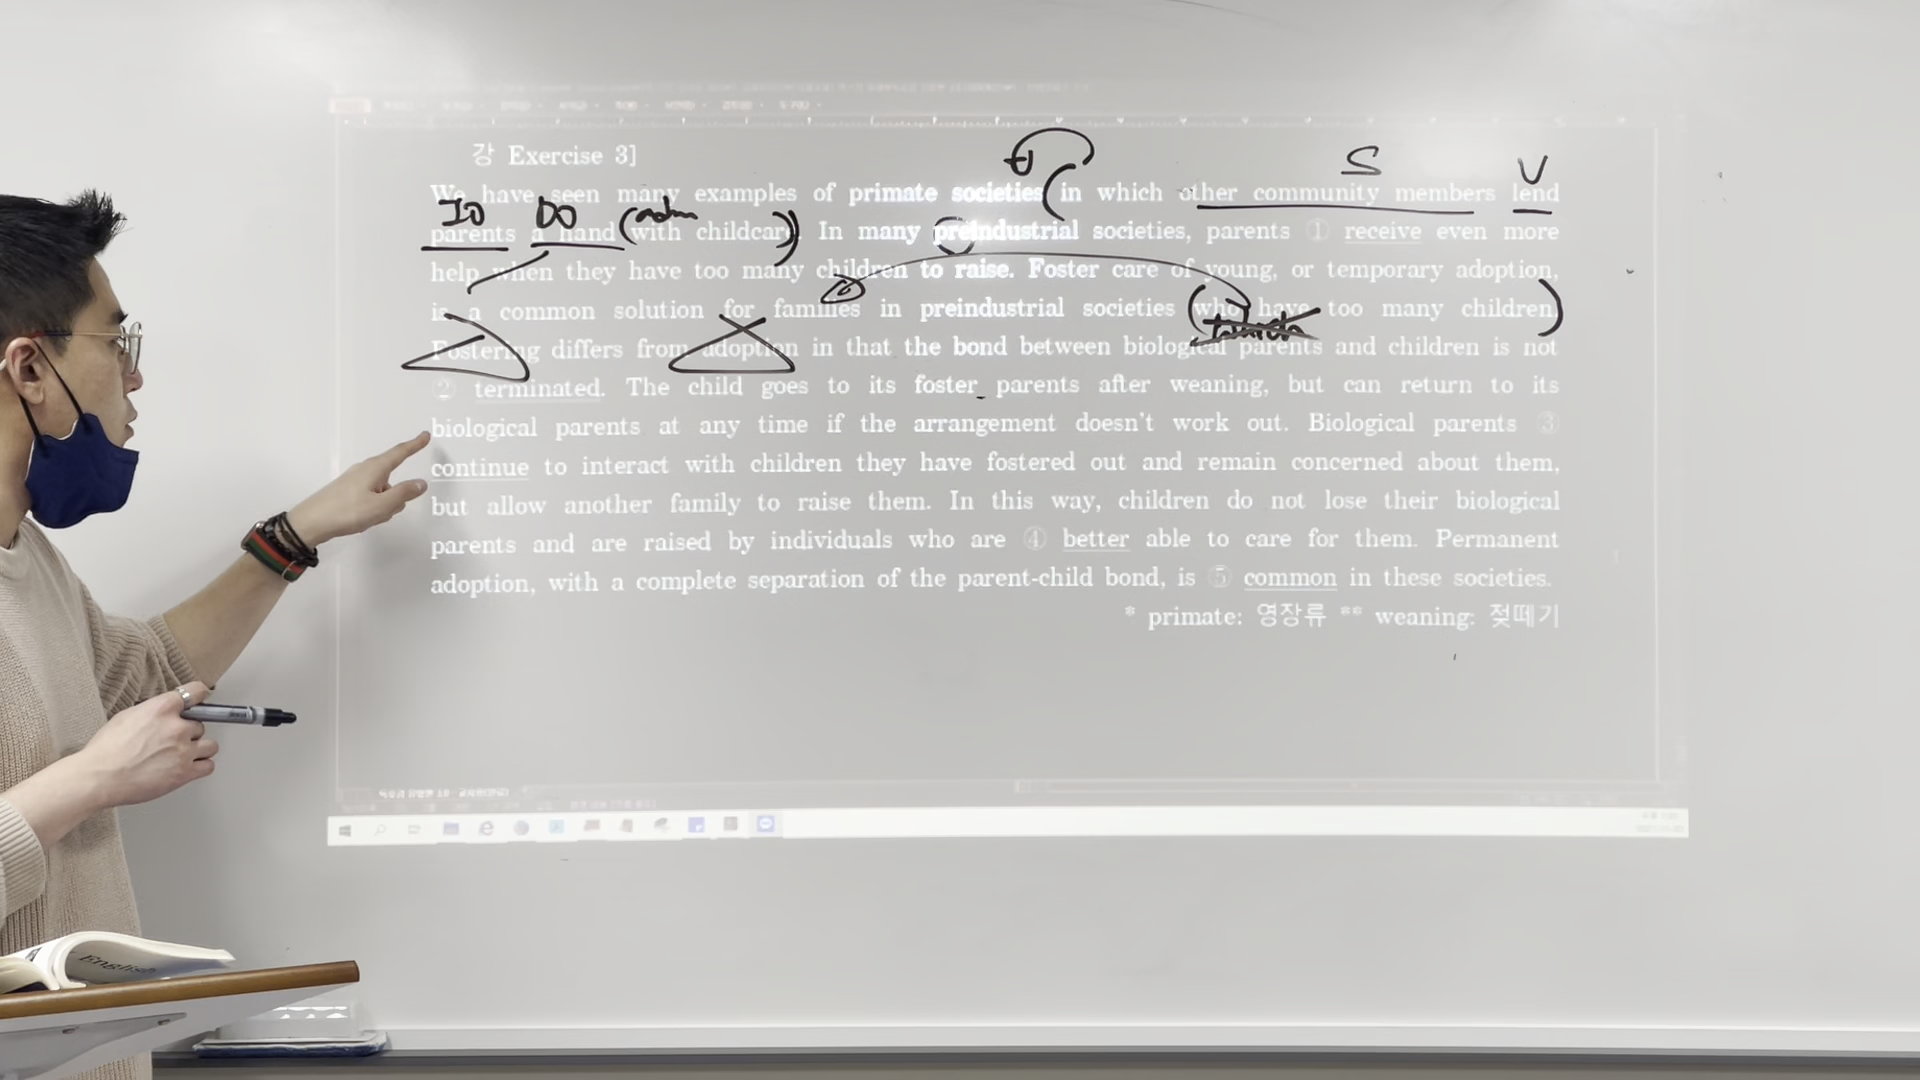 강 Exercise 3]
S V
We have seen many examples of primate societies in which other community members lend
IO DO
parents a hand with childcare. In many preindustrial societies, parents ① receive even more
help when they have too many children to raise. Foster care of young, or temporary adoption,
is a common solution for families in preindustrial societies who have too many children.
Fostering differs from adoption in that the bond between biological parents and children is not
② terminated. The child goes to its foster parents after weaning, but can return to its
biological parents at any time if the arrangement doesn't work out. Biological parents ③
continue to interact with children they have fostered out and remain concerned about them,
but allow another family to raise them. In this way, children do not lose their biological
parents and are raised by individuals who are ④ better able to care for them. Permanent
adoption, with a complete separation of the parent-child bond, is ⑤ common in these societies.
* primate: 영장류 ** weaning: 젖떼기
English